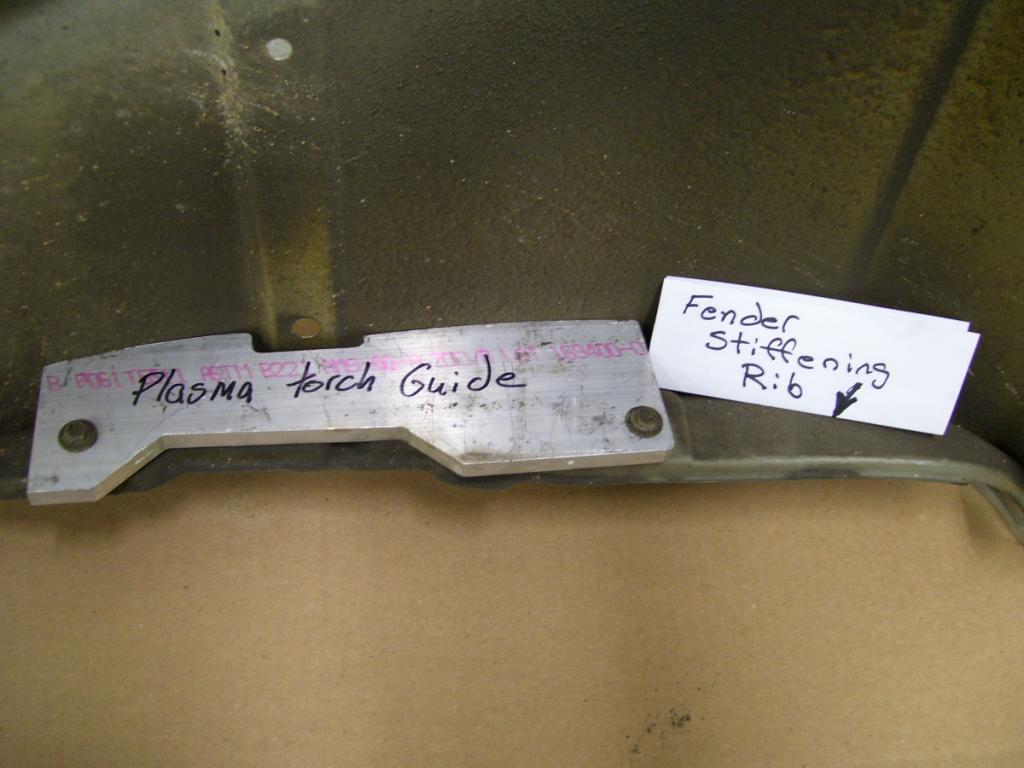 Plasma torch Guide
Fender
Stiffening
Rib